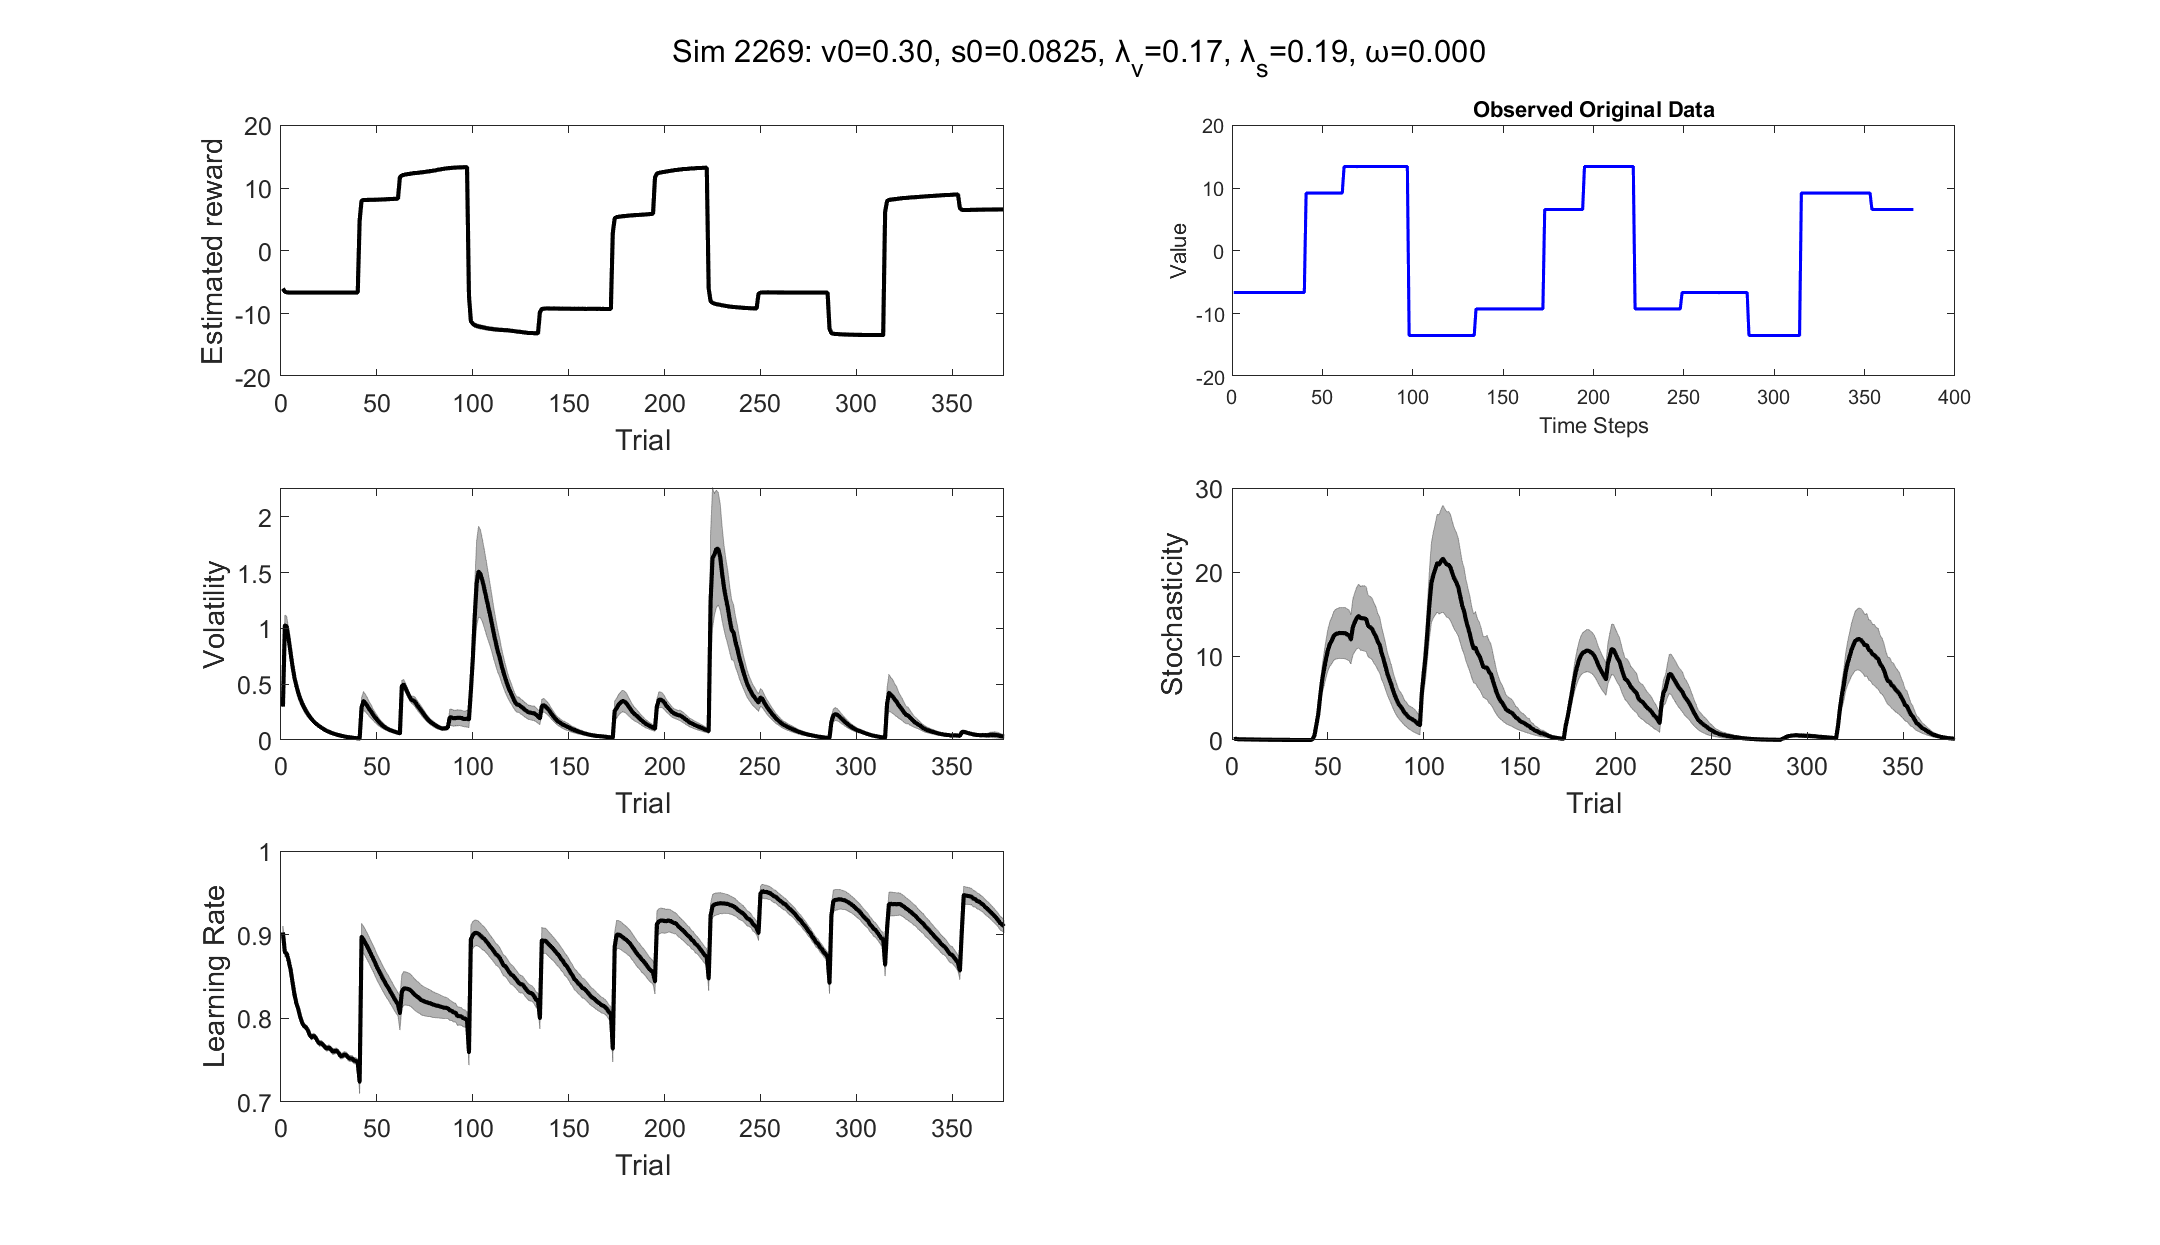 Sim 2269: v0=0.30, s0=0.0825, λv=0.17, λs=0.19, ω=0.000
Estimated reward
20
10
0
-10
-20
0 50 100 150 200 250 300 350
Trial
Observed Original Data
Value
20
10
0
-10
-20
0 50 100 150 200 250 300 350 400
Time Steps
Volatility
2
1.5
1
0.5
0
0 50 100 150 200 250 300 350
Trial
Stochasticity
30
20
10
0
0 50 100 150 200 250 300 350
Trial
Learning Rate
1
0.9
0.8
0.7
0 50 100 150 200 250 300 350
Trial